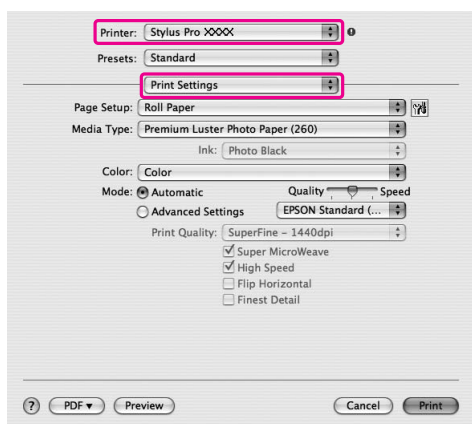 Printer: Stylus Pro XXXX
Presets: Standard
Print Settings
Page Setup: Roll Paper
Media Type: Premium Luster Photo Paper (260)
Ink: Photo Black
Color: Color
Mode: Automatic Quality Speed
Advanced Settings EPSON Standard (...
Print Quality: SuperFine - 1440dpi
Super MicroWeave
High Speed
Flip Horizontal
Finest Detail
? PDF▼ Preview Cancel Print